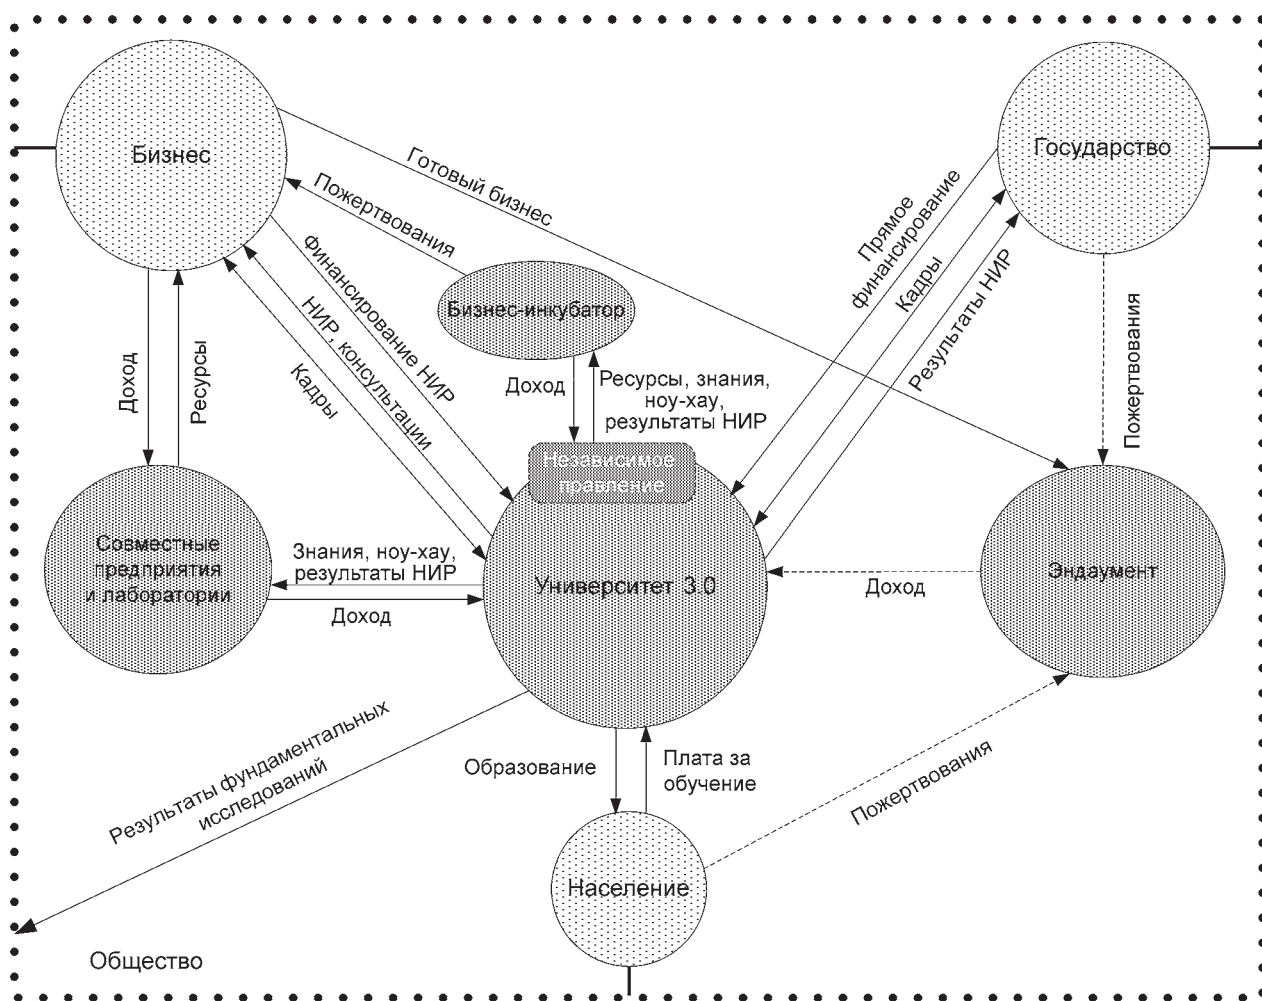 Бизнес
Государство
Готовый бизнес
Пожертвования
Прямое
финансирование
Кадры
Результаты НИР
Пожертвования
Финансирование НИР
НИР, консультации
Кадры
Бизнес-инкубатор
Доход
Ресурсы
Доход
Ресурсы, знания,
ноу-хау,
результаты НИР
Независимое
правление
Совместные
предприятия
и лаборатории
Знания, ноу-хау,
результаты НИР
Доход
Университет 3.0
Доход
Эндаумент
Результаты фундаментальных
исследований
Образование
Плата за
обучение
Пожертвования
Население
Общество